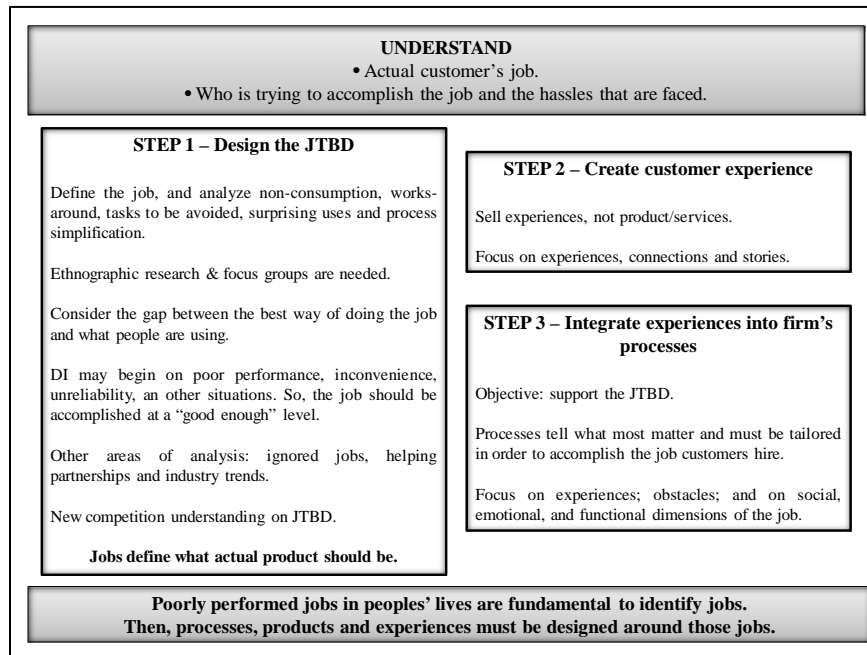 UNDERSTAND
• Actual customer's job.
• Who is trying to accomplish the job and the hassles that are faced.
STEP 1 – Design the JTBD
Define the job, and analyze non-consumption, works-
around, tasks to be avoided, surprising uses and process
simplification.
Ethnographic research & focus groups are needed.
Consider the gap between the best way of doing the job
and what people are using.
DI may begin on poor performance, inconvenience,
unreliability, an other situations. So, the job should be
accomplished at a “good enough” level.
Other areas of analysis: ignored jobs, helping
partnerships and industry trends.
New competition understanding on JTBD.
Jobs define what actual product should be.
STEP 2 – Create customer experience
Sell experiences, not product/services.
Focus on experiences, connections and stories.
STEP 3 – Integrate experiences into firm's
processes
Objective: support the JTBD.
Processes tell what most matter and must be tailored
in order to accomplish the job customers hire.
Focus on experiences; obstacles; and on social,
emotional, and functional dimensions of the job.
Poorly performed jobs in peoples' lives are fundamental to identify jobs.
Then, processes, products and experiences must be designed around those jobs.